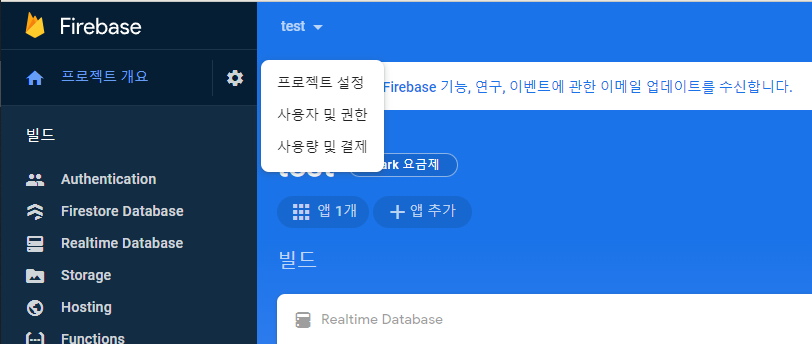 Firebase
프로젝트 개요
빌드
Authentication
Firestore Database
Realtime Database
Storage
Hosting
Functions
test
프로젝트 설정
사용자 및 권한
사용량 및 결제
Firebase 기능, 연구, 이벤트에 관한 이메일 업데이트를 수신합니다.
test
요금제
앱 1개
앱 추가
빌드
Realtime Database